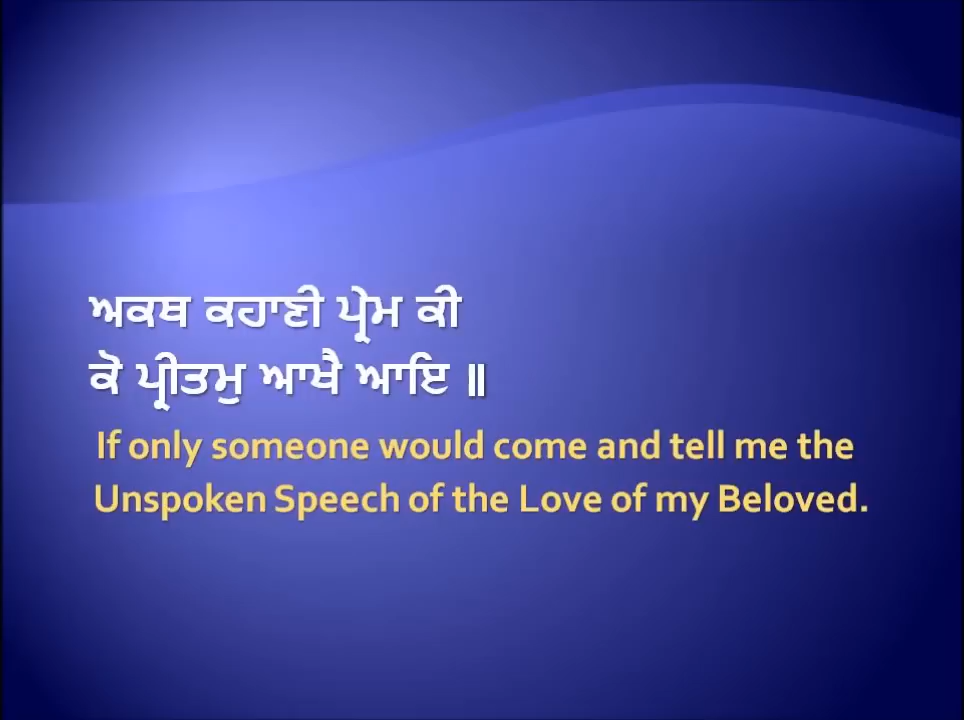 ਅਕਥ ਕਹਾਣੀ ਪ੍ਰੇਮ ਕੀ
ਕੋ ਪ੍ਰੀਤਮੁ ਆਖੈ ਆਇ ॥
If only someone would come and tell me the
Unspoken Speech of the Love of my Beloved.